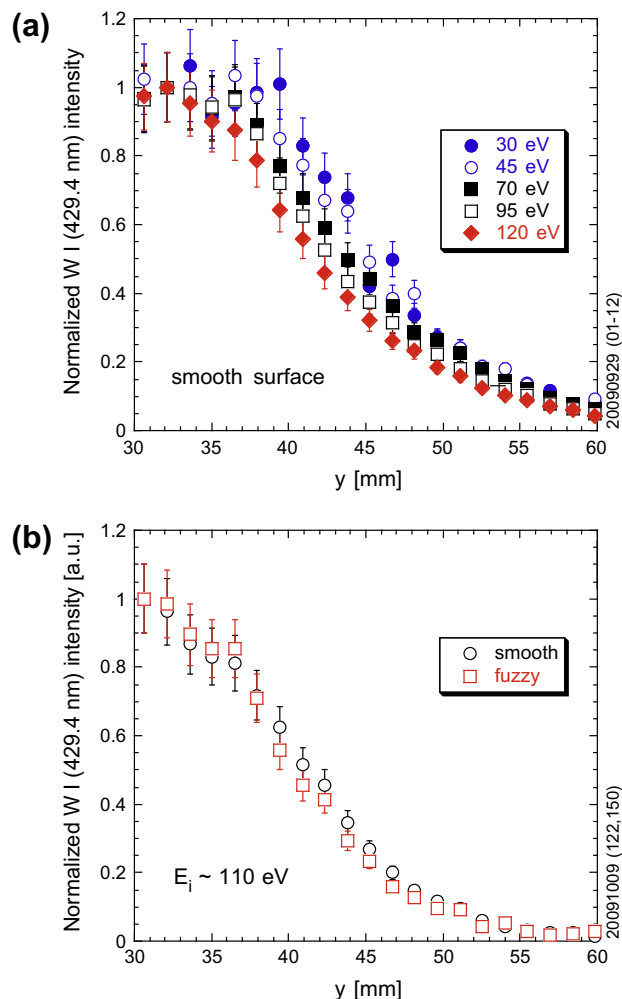 (a)
1.2
1
0.8
0.6
0.4
0.2
0
Normalized W I (429.4 nm) intensity
30 eV
45 eV
70 eV
95 eV
120 eV
smooth surface
20090929 (01-12)
30 35 40 45 50 55 60
y [mm]
(b)
1.2
1
0.8
0.6
0.4
0.2
0
Normalized W I (429.4 nm) intensity [a.u.]
smooth
fuzzy
E_i ~ 110 eV
20091009 (122,150)
30 35 40 45 50 55 60
y [mm]